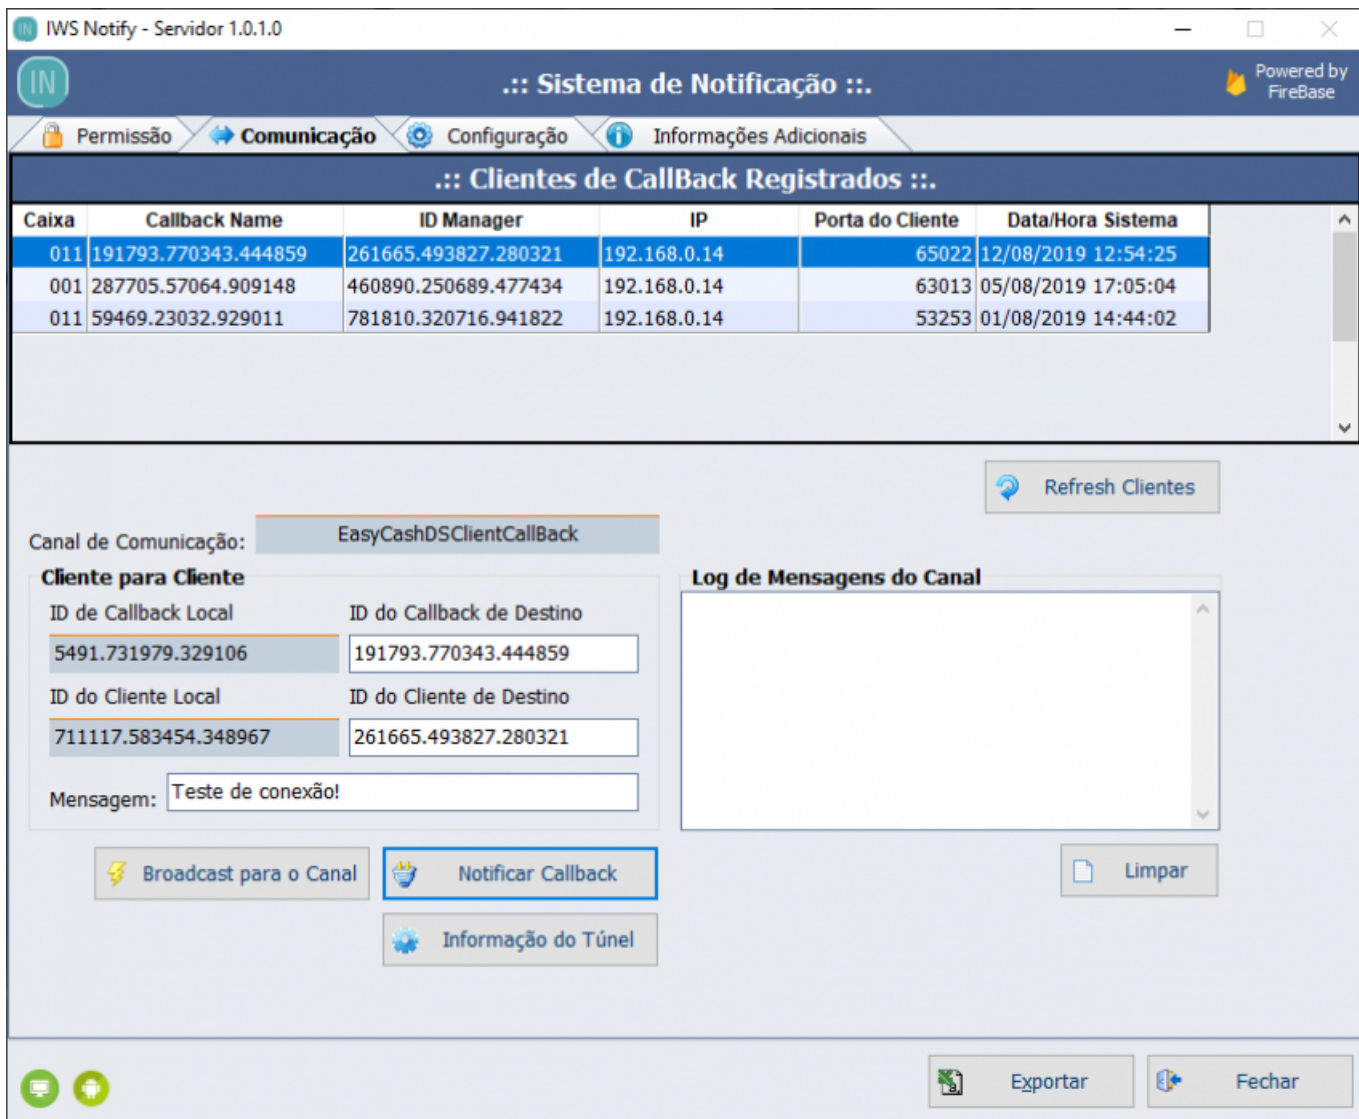 IN IWS Notify - Servidor 1.0.1.0
IN .:: Sistema de Notificação ::. Powered by
FireBase
Permissão Comunicação Configuração Informações Adicionais
.:: Clientes de CallBack Registrados ::.
Caixa Callback Name ID Manager IP Porta do Cliente Data/Hora Sistema
011 191793.770343.444859 261665.493827.280321 192.168.0.14 65022 12/08/2019 12:54:25
001 287705.57064.909148 460890.250689.477434 192.168.0.14 63013 05/08/2019 17:05:04
011 59469.23032.929011 781810.320716.941822 192.168.0.14 53253 01/08/2019 14:44:02
Refresh Clientes
Canal de Comunicação: EasyCashDSClientCallBack
Cliente para Cliente
ID de Callback Local ID do Callback de Destino
5491.731979.329106 191793.770343.444859
ID do Cliente Local ID do Cliente de Destino
711117.583454.348967 261665.493827.280321
Mensagem: Teste de conexão!
Log de Mensagens do Canal
Broadcast para o Canal Notificar Callback Limpar
Informação do Túnel
Exportar Fechar